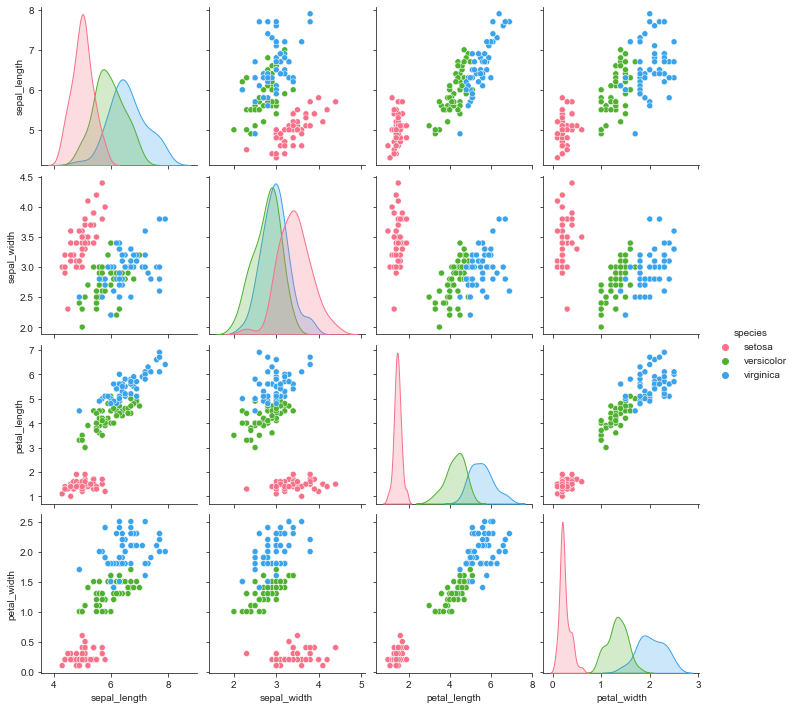 8
7
6
5
sepal_length
4.5
4.0
3.5
3.0
2.5
2.0
sepal_width
species
setosa
versicolor
virginica
7
6
5
4
3
2
1
petal_length
2.5
2.0
1.5
1.0
0.5
0.0
petal_width
4 6 8
2 3 4 5
2 4 6 8
0 1 2 3
sepal_length sepal_width petal_length petal_width